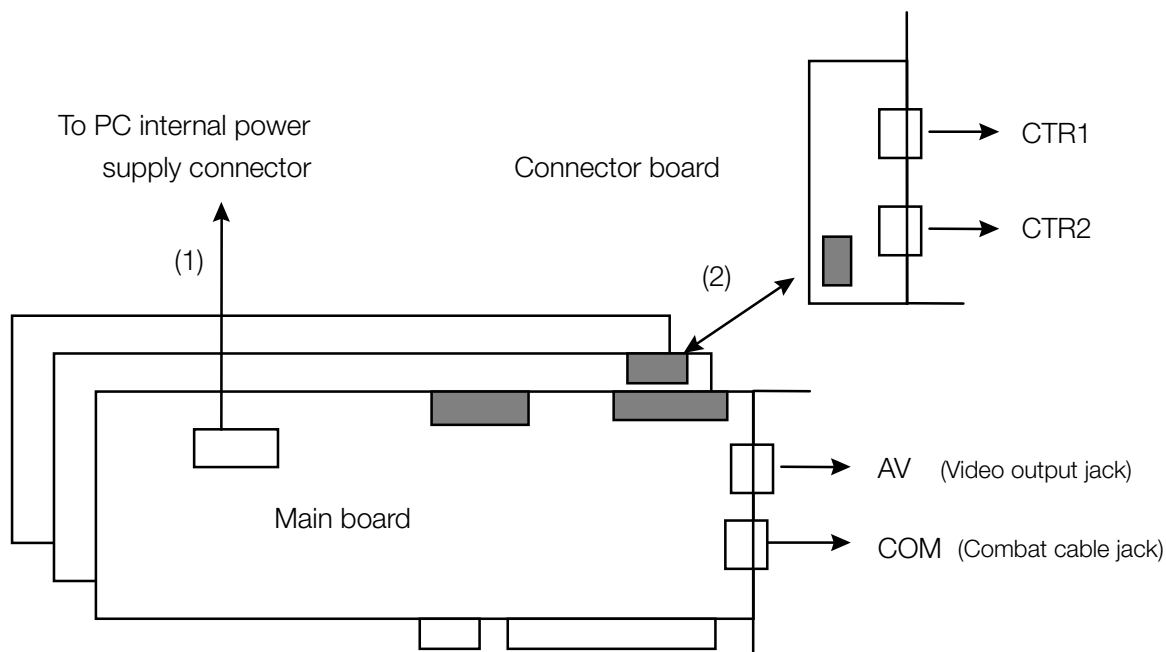 To PC internal power
supply connector
Connector board
CTR1
CTR2
(1)
(2)
Main board
AV (Video output jack)
COM (Combat cable jack)